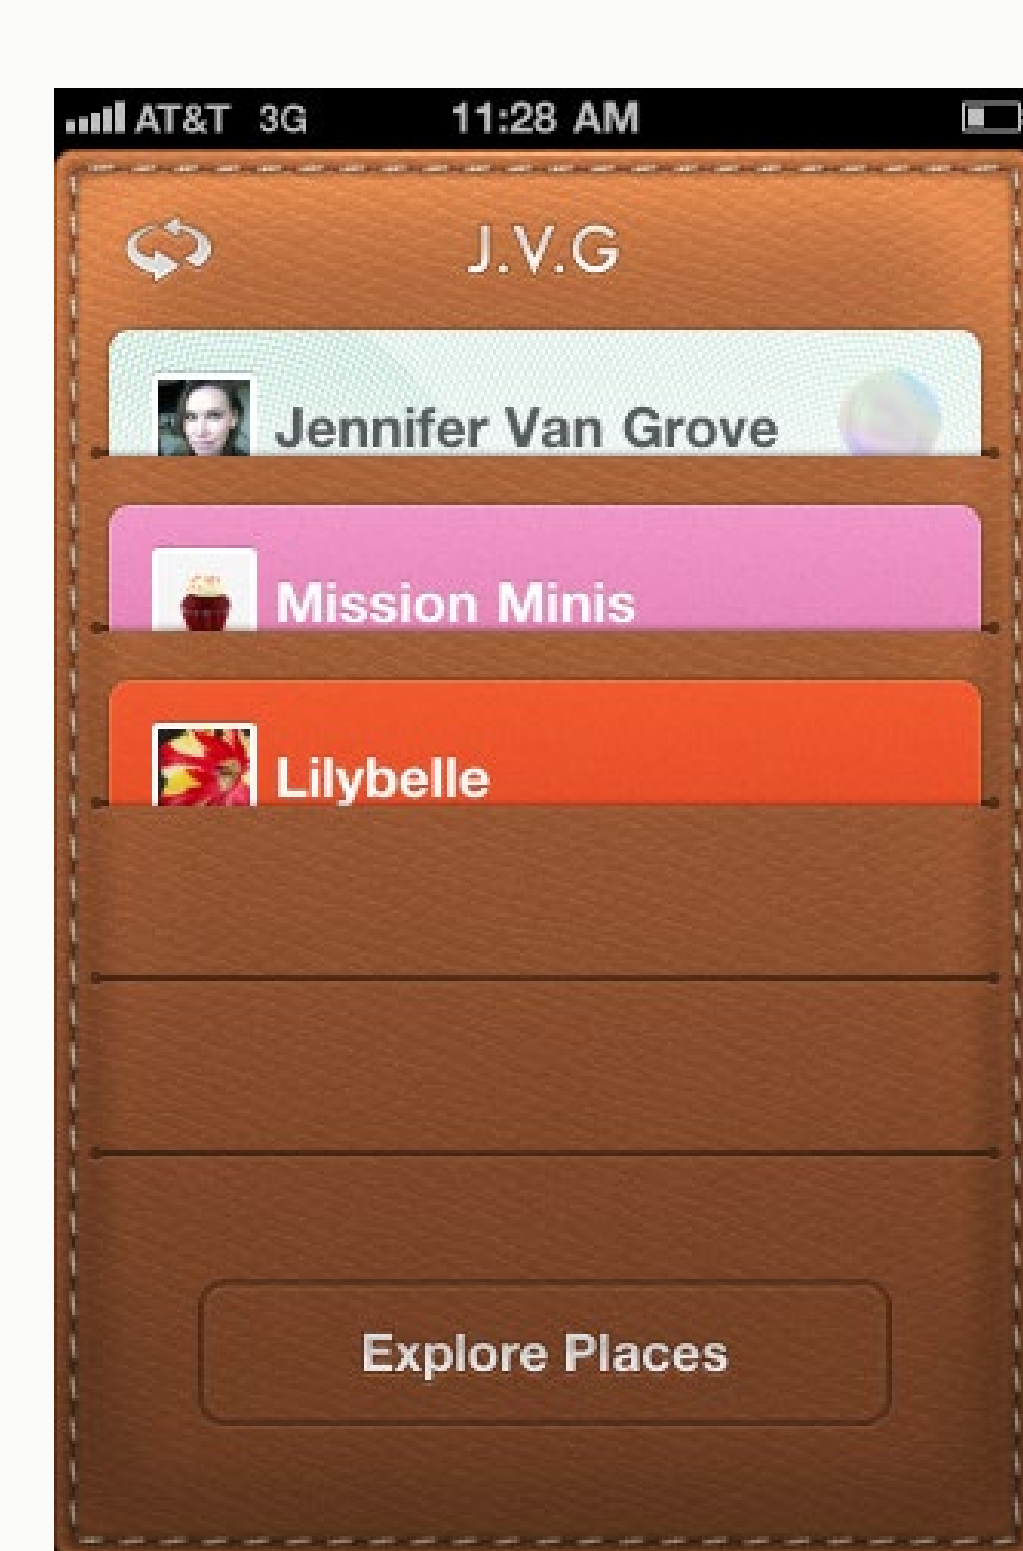 AT&T 3G 11:28 AM
J.V.G
Jennifer Van Grove
Mission Minis
Lilybelle
Explore Places